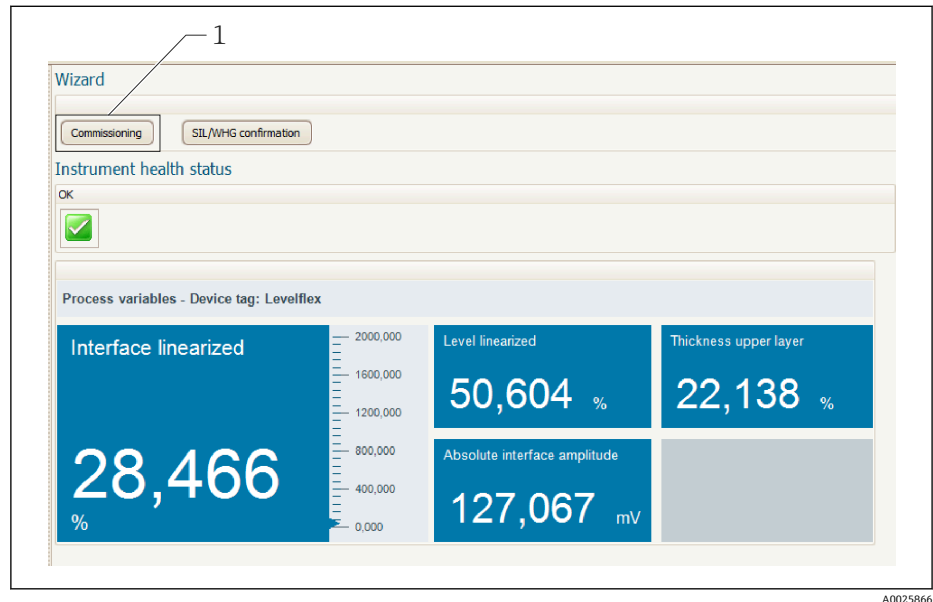 1
Wizard
Commissioning
SIL/WHG confirmation
Instrument health status
OK
Process variables - Device tag: Levelflex
Interface linearized
28,466
%
2000,000
1600,000
1200,000
800,000
400,000
0,000
Level linearized
50,604 %
Thickness upper layer
22,138 %
Absolute interface amplitude
127,067 mV
A0025866